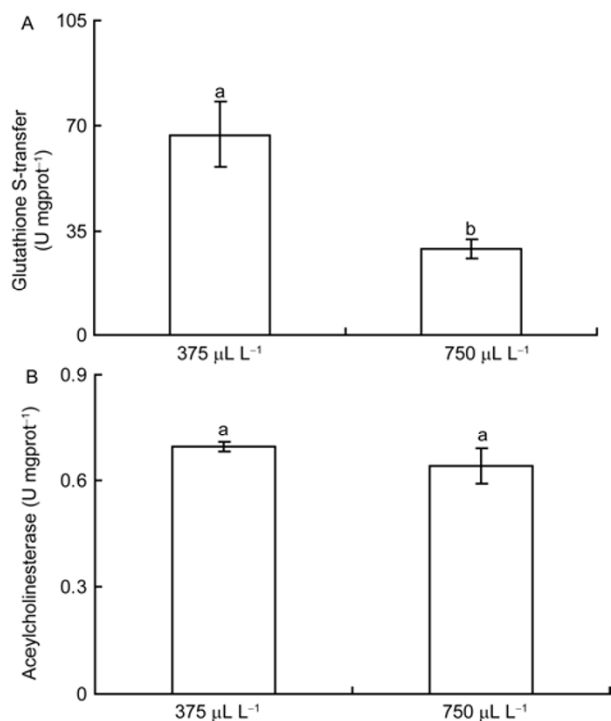 A
105
70
35
0
Glutathione S-transfer
(U mgprot⁻¹)
a
b
375 μL L⁻¹
750 μL L⁻¹
B
0.9
0.6
0.3
0
Aceylcholinesterase (U mgprot⁻¹)
a
a
375 μL L⁻¹
750 μL L⁻¹